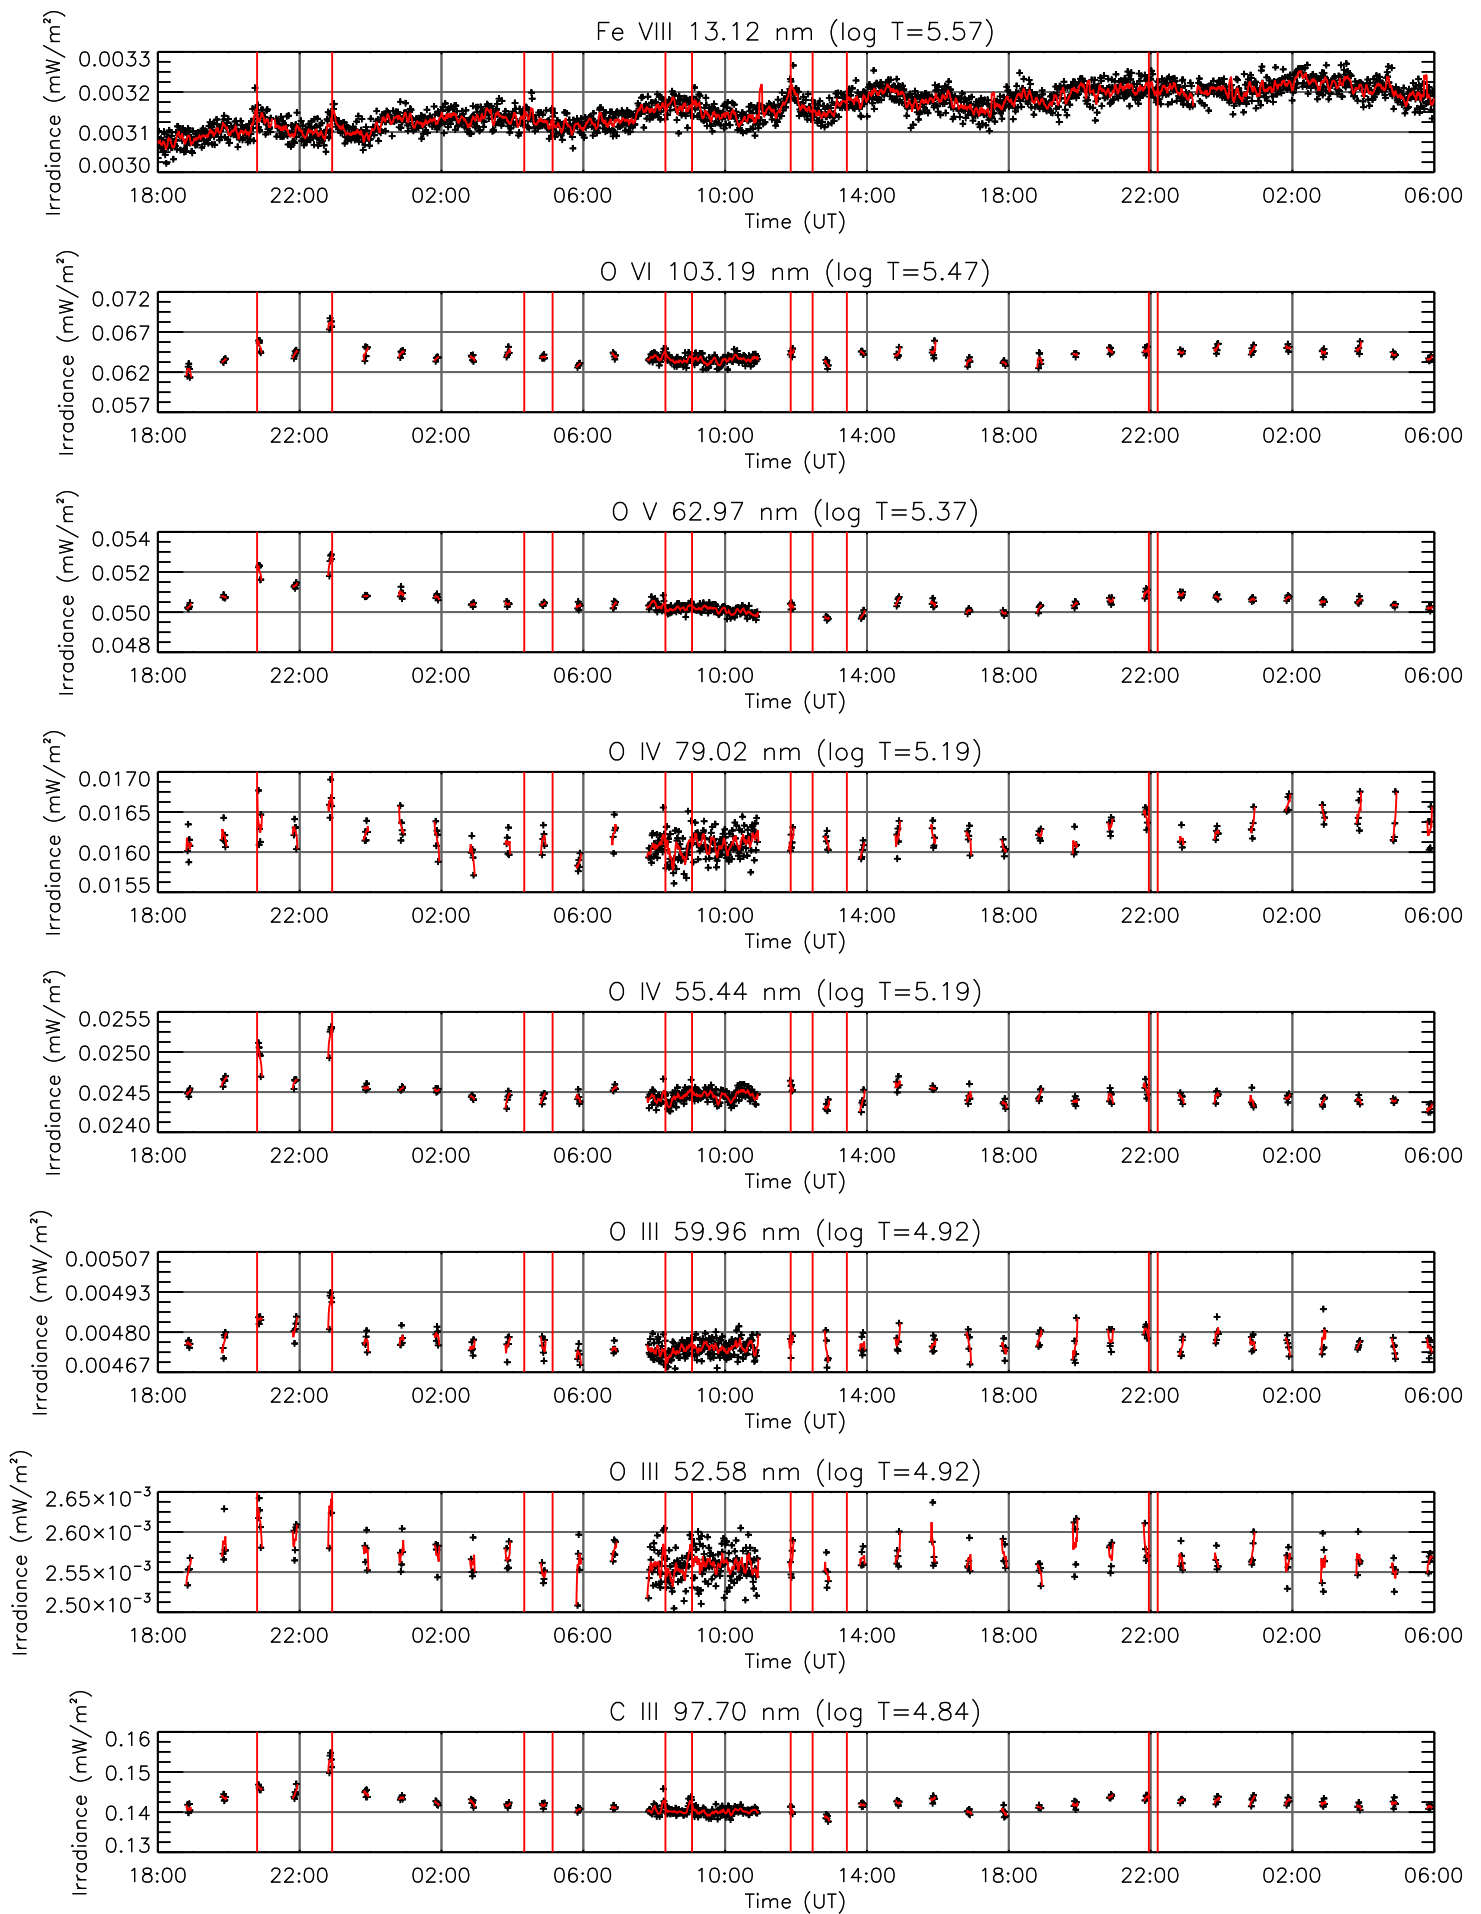 Fe VIII 13.12 nm (log T=5.57)
Irradiance (mW/m²)
0.0033
0.0032
0.0031
0.0030
18:00 22:00 02:00 06:00 10:00 14:00 18:00 22:00 02:00 06:00
Time (UT)
O VI 103.19 nm (log T=5.47)
Irradiance (mW/m²)
0.072
0.067
0.062
0.057
18:00 22:00 02:00 06:00 10:00 14:00 18:00 22:00 02:00 06:00
Time (UT)
O V 62.97 nm (log T=5.37)
Irradiance (mW/m²)
0.054
0.052
0.050
0.048
18:00 22:00 02:00 06:00 10:00 14:00 18:00 22:00 02:00 06:00
Time (UT)
O IV 79.02 nm (log T=5.19)
Irradiance (mW/m²)
0.0170
0.0165
0.0160
0.0155
18:00 22:00 02:00 06:00 10:00 14:00 18:00 22:00 02:00 06:00
Time (UT)
O IV 55.44 nm (log T=5.19)
Irradiance (mW/m²)
0.0255
0.0250
0.0245
0.0240
18:00 22:00 02:00 06:00 10:00 14:00 18:00 22:00 02:00 06:00
Time (UT)
O III 59.96 nm (log T=4.92)
Irradiance (mW/m²)
0.00507
0.00493
0.00480
0.00467
18:00 22:00 02:00 06:00 10:00 14:00 18:00 22:00 02:00 06:00
Time (UT)
O III 52.58 nm (log T=4.92)
Irradiance (mW/m²)
2.65×10⁻³
2.60×10⁻³
2.55×10⁻³
2.50×10⁻³
18:00 22:00 02:00 06:00 10:00 14:00 18:00 22:00 02:00 06:00
Time (UT)
C III 97.70 nm (log T=4.84)
Irradiance (mW/m²)
0.16
0.15
0.14
0.13
18:00 22:00 02:00 06:00 10:00 14:00 18:00 22:00 02:00 06:00
Time (UT)